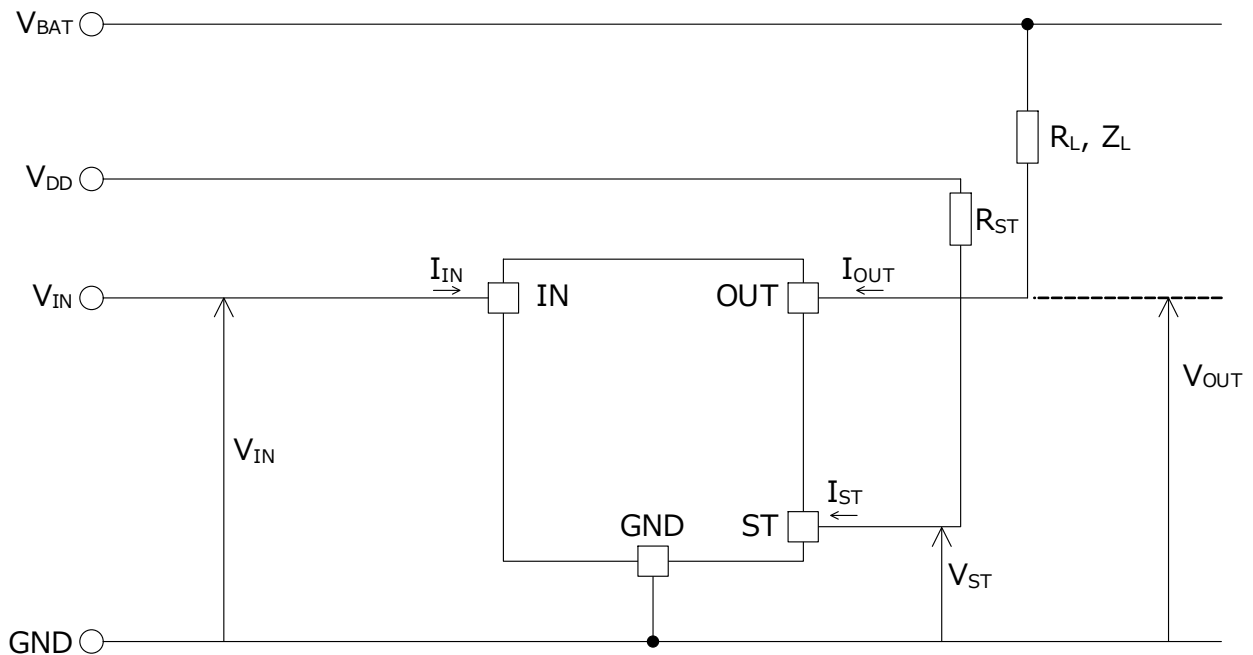 VBAT
RL, ZL
VDD
RST
IIN
IOUT
VIN
IN
OUT
VOUT
VIN
IST
GND
ST
VST
GND